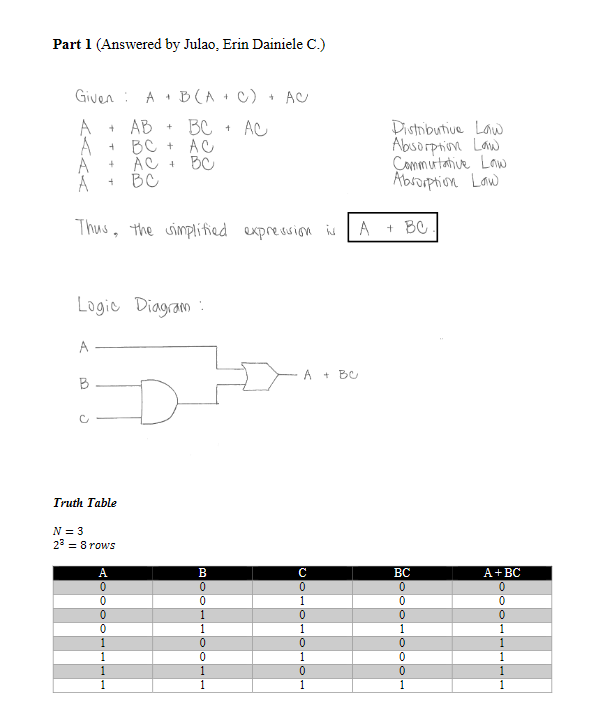 Part 1 (Answered by Julao, Erin Dainiele C.)
Given : A + B(A + C) + AC
A + AB + BC + AC Distributive Law
A + BC + AC Absorption Law
A + AC + BC Commutative Law
A + BC Absorption Law
Thus, the simplified expression is A + BC.
Logic Diagram :
A
B
C
A + BC
Truth Table
N = 3
2³ = 8 rows
A B C BC A + BC
0 0 0 0 0
0 0 1 0 0
0 1 0 0 0
0 1 1 1 1
1 0 0 0 1
1 0 1 0 1
1 1 0 0 1
1 1 1 1 1